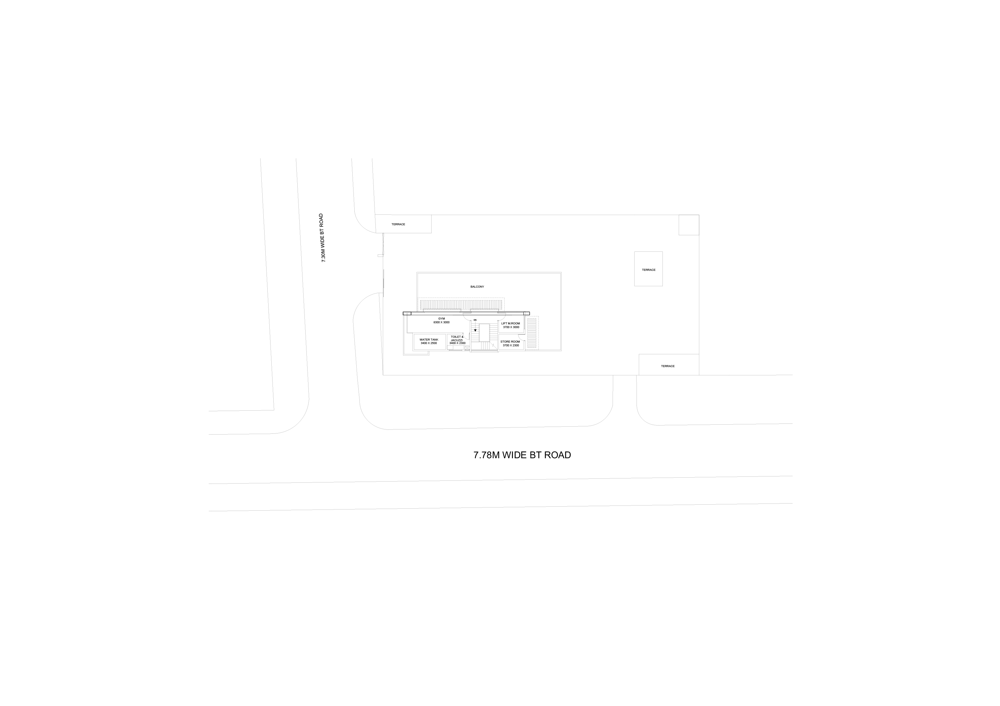 TERRACE
7.30M WIDE BT ROAD
TERRACE
BALCONY
GYM
8300 X 3000
DN
LIFT M.ROOM
3700 X 3000
WATER TANK
3400 X 2500
TOILET &
JACUZZI
3400 X 2300
STORE ROOM
3700 X 2300
TERRACE
7.78M WIDE BT ROAD